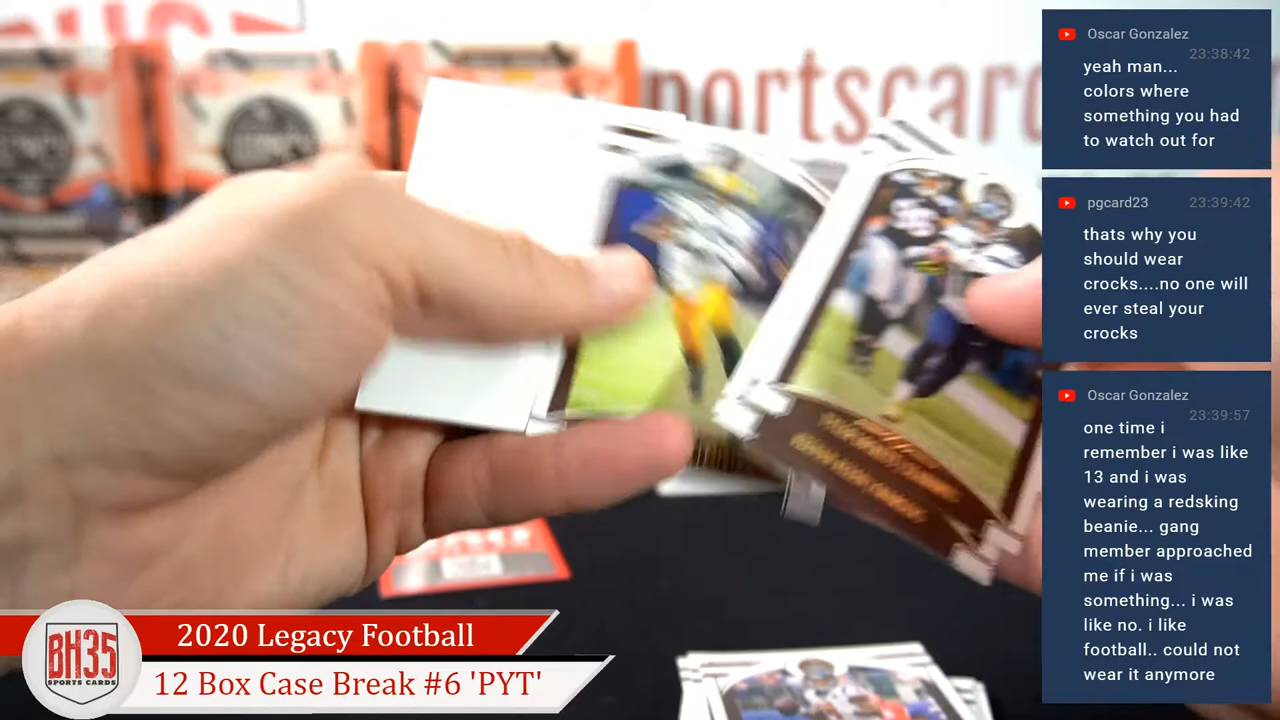 portscard
Oscar Gonzalez
23:38:42
yeah man...
colors where
something you had
to watch out for
pgcard23 23:39:42
thats why you
should wear
crocks....no one will
ever steal your
crocks
Oscar Gonzalez
23:39:57
one time i
remember i was like
13 and i was
wearing a redsking
beanie... gang
member approached
me if i was
something... i was
like no. i like
football.. could not
wear it anymore
BH35
SPORTS CARDS
2020 Legacy Football
12 Box Case Break #6 'PYT'